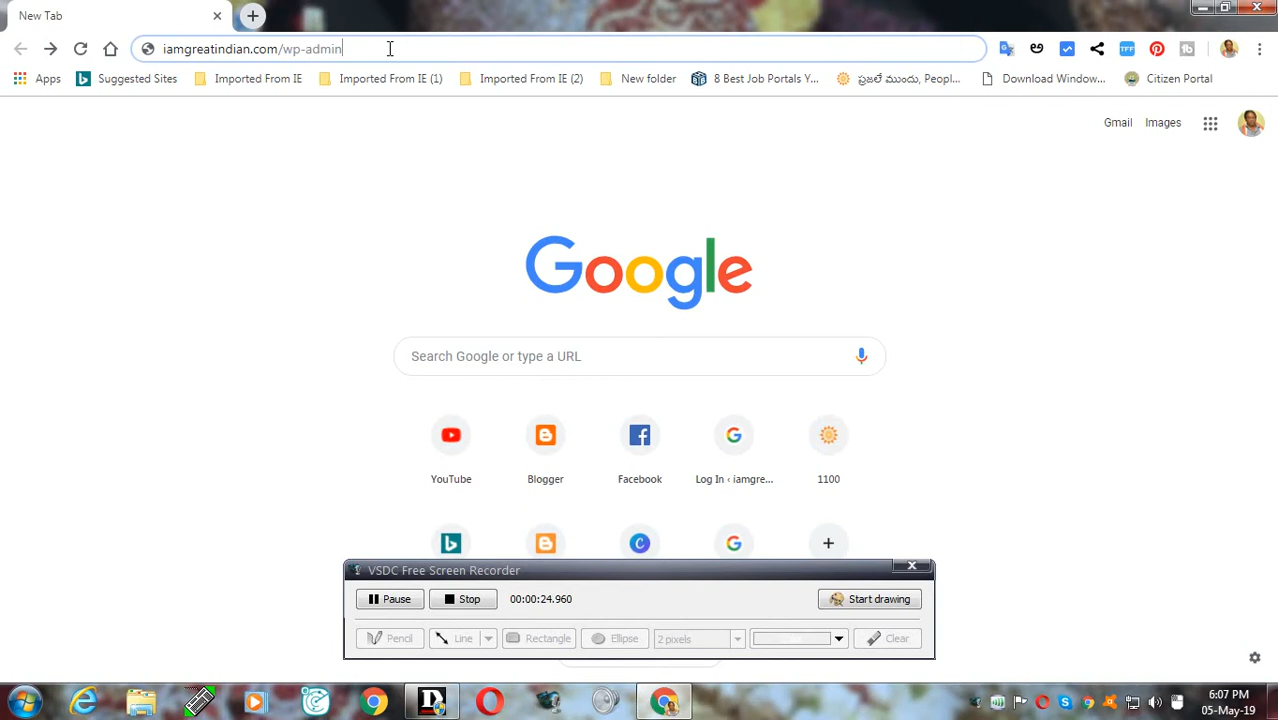 New Tab
iamgreatindian.com/wp-admin
Apps Suggested Sites Imported From IE Imported From IE (1) Imported From IE (2) New folder 8 Best Job Portals Y... ప్రజలే ముందు, Peopl... Download Window... Citizen Portal
Gmail Images
Google
Search Google or type a URL
YouTube Blogger Facebook Log In ‹ iamgre... 1100
VSDC Free Screen Recorder
Pause Stop 00:00:24.960 Start drawing
Pencil Line Rectangle Ellipse 2 pixels Clear
6:07 PM
05-May-19